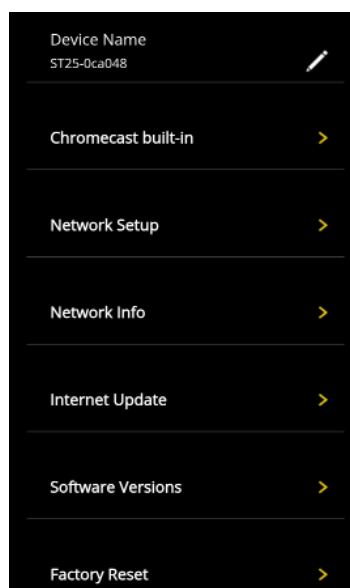 Device Name
ST25-0ca048
Chromecast built-in
Network Setup
Network Info
Internet Update
Software Versions
Factory Reset